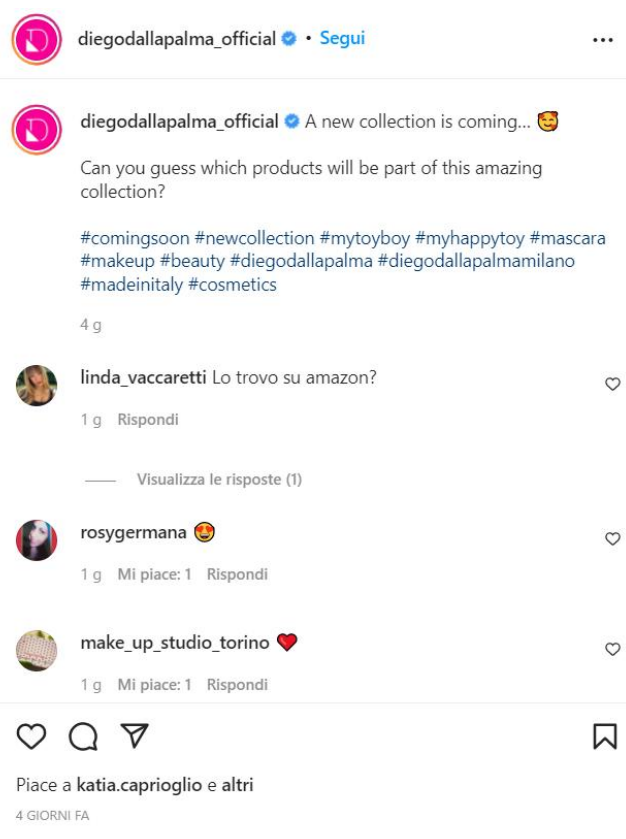 diegodallapalma_official • Segui
diegodallapalma_official A new collection is coming... 🥰
Can you guess which products will be part of this amazing
collection?
#comingsoon #newcollection #mytoyboy #myhappytoy #mascara
#makeup #beauty #diegodallapalma #diegodallapalmamilano
#madeinitaly #cosmetics
4 g
linda_vaccaretti Lo trovo su amazon?
1 g Rispondi
Visualizza le risposte (1)
rosygermana 😍
1 g Mi piace: 1 Rispondi
make_up_studio_torino ❤️
1 g Mi piace: 1 Rispondi
Piace a katia.caprioglio e altri
4 GIORNI FA